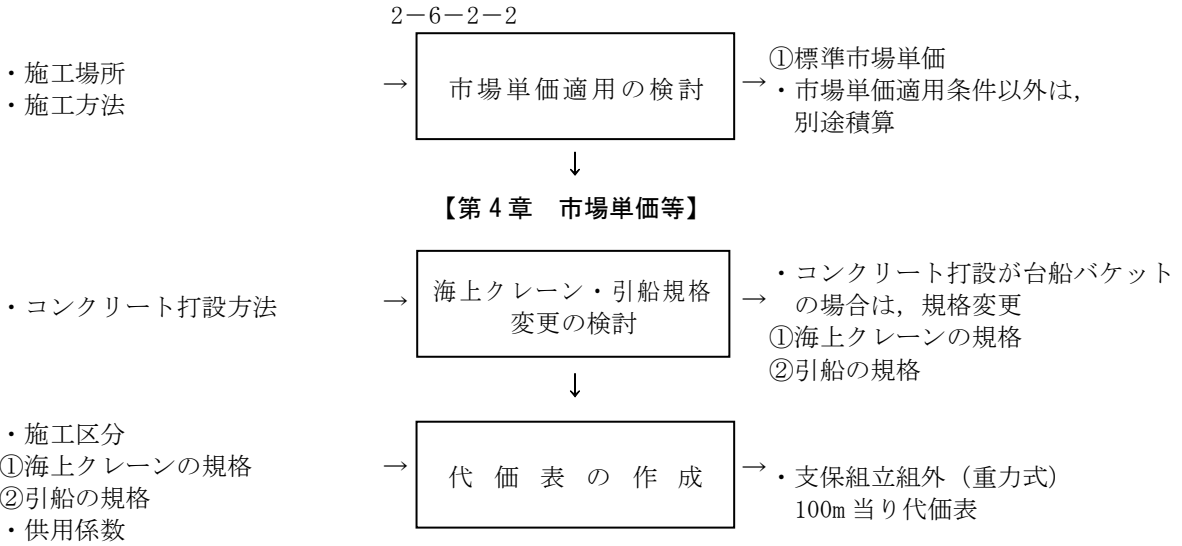 2－6－2－2
・施工場所
・施工方法
→
市場単価適用の検討
→
①標準市場単価
・市場単価適用条件以外は，
別途積算
↓
【第４章　市場単価等】
・コンクリート打設方法
→
海上クレーン・引船規格
変更の検討
→
・コンクリート打設が台船バケット
の場合は，規格変更
①海上クレーンの規格
②引船の規格
↓
・施工区分
①海上クレーンの規格
②引船の規格
・供用係数
→
代 価 表 の 作 成
→
・支保組立組外（重力式）
100m 当り代価表